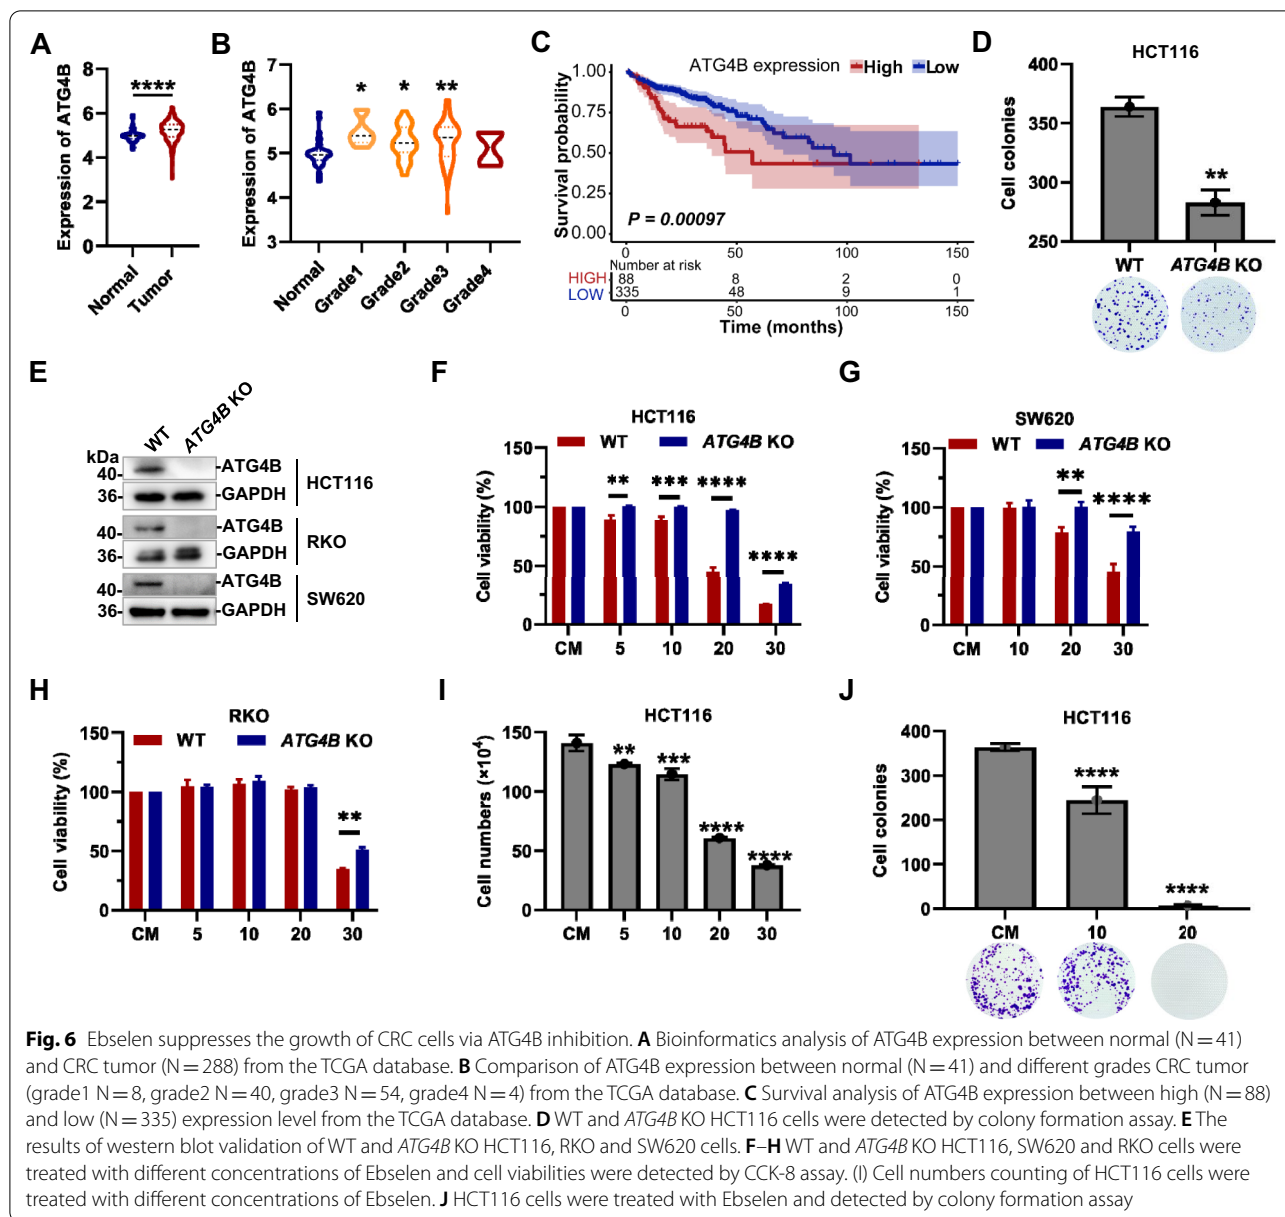 A
Expression of ATG4B
8
6
4
2
0
****
Normal
Tumor
B
Expression of ATG4B
7
6
5
4
3
*
*
**
Normal
Grade1
Grade2
Grade3
Grade4
C
ATG4B expression High Low
Survival probability
1.00
0.75
0.50
0.25
0.00
P = 0.00097
0 50 100 150
Number at risk
HIGH 88 8 2 0
LOW 335 48 9 1
0 50 100 150
Time (months)
D
HCT116
Cell colonies
400
350
300
250
**
WT ATG4B KO
E
WT
ATG4B KO
kDa
40 ATG4B
36 GAPDH
HCT116
40 ATG4B
36 GAPDH
RKO
40 ATG4B
36 GAPDH
SW620
F
HCT116
WT ATG4B KO
Cell viability (%)
150
100
50
0
** *** **** ****
CM 5 10 20 30
G
SW620
WT ATG4B KO
Cell viability (%)
150
100
50
0
** ****
CM 10 20 30
H
RKO
WT ATG4B KO
Cell viability (%)
150
100
50
0
**
CM 5 10 20 30
I
HCT116
Cell numbers (×10⁴)
150
100
50
0
** *** **** ****
CM 5 10 20 30
J
HCT116
Cell colonies
400
300
200
100
0
**** ****
CM 10 20
Fig. 6 Ebselen suppresses the growth of CRC cells via ATG4B inhibition. A Bioinformatics analysis of ATG4B expression between normal (N = 41)
and CRC tumor (N = 288) from the TCGA database. B Comparison of ATG4B expression between normal (N = 41) and different grades CRC tumor
(grade1 N = 8, grade2 N = 40, grade3 N = 54, grade4 N = 4) from the TCGA database. C Survival analysis of ATG4B expression between high (N = 88)
and low (N = 335) expression level from the TCGA database. D WT and ATG4B KO HCT116 cells were detected by colony formation assay. E The
results of western blot validation of WT and ATG4B KO HCT116, RKO and SW620 cells. F–H WT and ATG4B KO HCT116, SW620 and RKO cells were
treated with different concentrations of Ebselen and cell viabilities were detected by CCK-8 assay. (I) Cell numbers counting of HCT116 cells were
treated with different concentrations of Ebselen. J HCT116 cells were treated with Ebselen and detected by colony formation assay